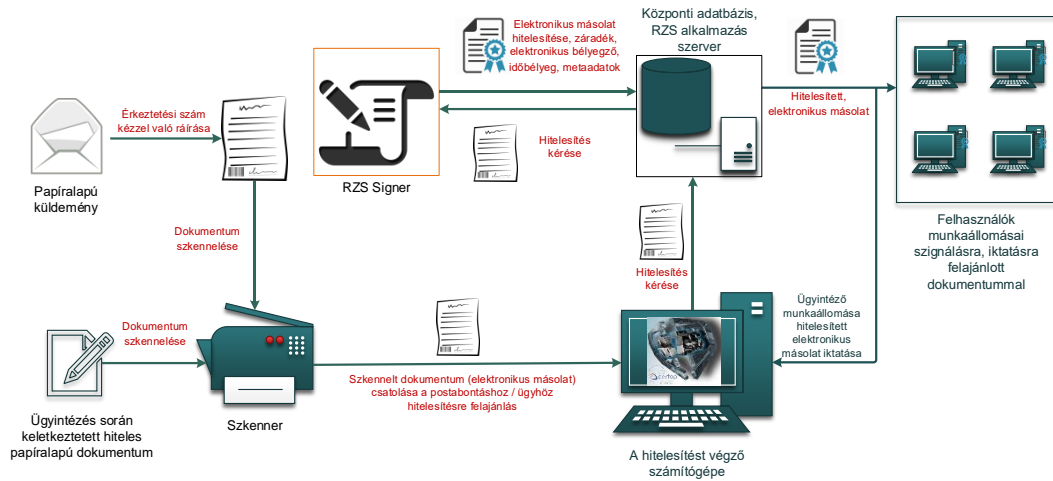 Elektronikus másolat
hitelesítése, záradék,
elektronikus bélyegző,
időbélyeg, metaadatok
Központi adatbázis,
RZS alkalmazás
szerver
Érkeztetési szám
kézzel való ráírása
Hitelesítés
kérése
Hitelesített,
elektronikus másolat
Papíralapú
küldemény
RZS Signer
Dokumentum
szkennelése
Hitelesítés
kérése
Felhasználók
munkaállomásai
szignálásra, iktatásra
felajánlott
dokumentummal
Dokumentum
szkennelése
Szkennelt dokumentum (elektronikus másolat)
csatolása a postabontáshoz / ügyhöz
hitelesítésre felajánlás
Ügyintéző
munkaállomása
hitelesített
elektronikus
másolat iktatása
Ügyintézés során
keletkeztetett hiteles
papíralapú dokumentum
Szkenner
A hitelesítést végző
számítógépe